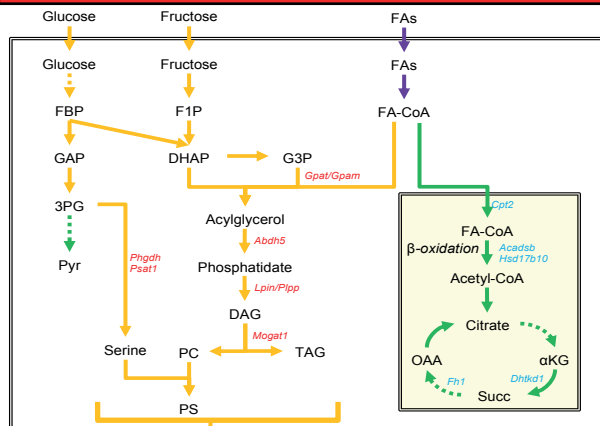 Glucose Fructose FAs
Glucose Fructose FAs
FBP F1P FA-CoA
GAP DHAP G3P
Gpat/Gpam
3PG Acylglycerol Cpt2
Abdh5 FA-CoA
Phgdh β-oxidation Acadsb
Psat1 Hsd17b10
Pyr Phosphatidate Acetyl-CoA
Lpin/Plpp
DAG Citrate
Mogat1
Serine PC TAG OAA αKG
Fh1 Dhtkd1
Succ
PS